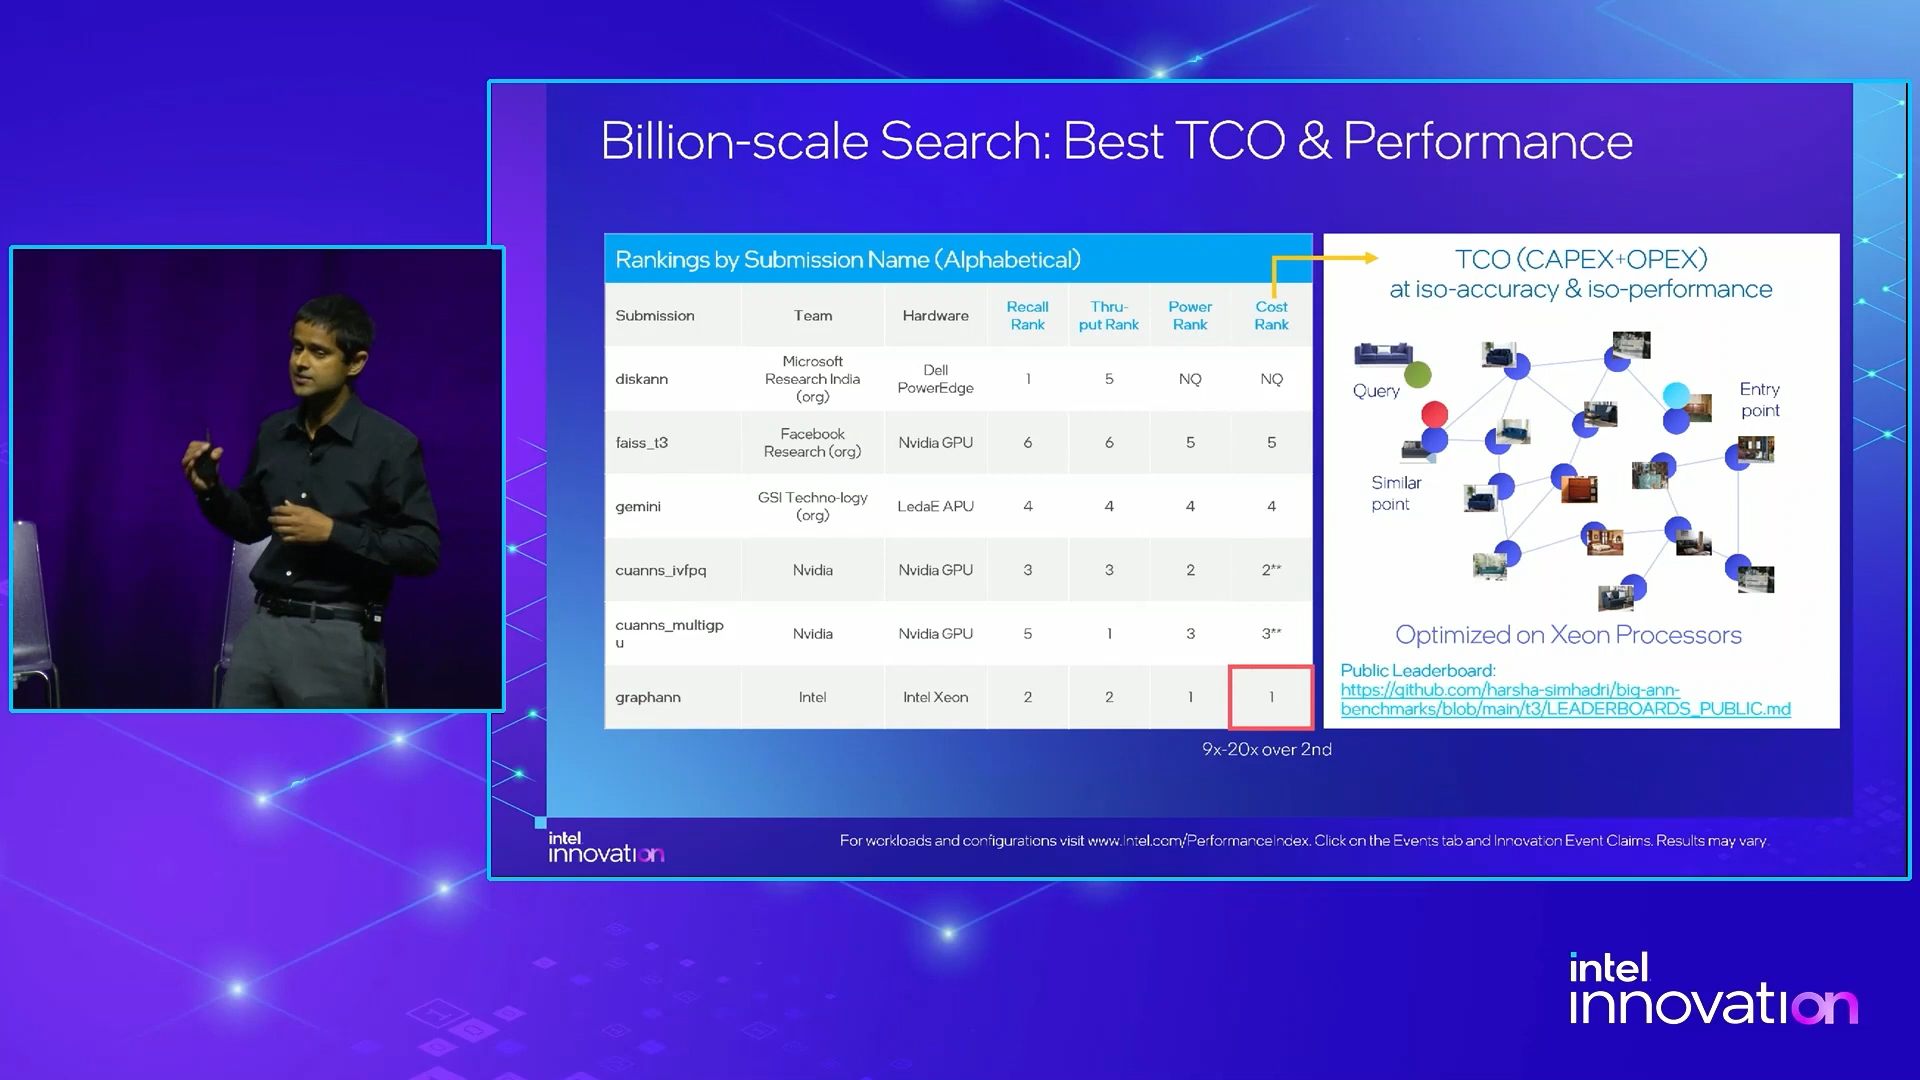 Billion-scale Search: Best TCO & Performance
Rankings by Submission Name (Alphabetical)
Submission Team Hardware Recall Rank Thru-put Rank Power Rank Cost Rank
diskann Microsoft Research India (org) Dell PowerEdge 1 5 NQ NQ
faiss_t3 Facebook Research (org) Nvidia GPU 6 6 5 5
gemini GSI Techno-logy (org) LedaE APU 4 4 4 4
cuanns_ivfpq Nvidia Nvidia GPU 3 3 2 2**
cuanns_multigpu Nvidia Nvidia GPU 5 1 3 3**
graphann Intel Intel Xeon 2 2 1 1
9x-20x over 2nd
TCO (CAPEX+OPEX)
at iso-accuracy & iso-performance
Query
Entry
point
Similar
point
Optimized on Xeon Processors
Public Leaderboard:
https://github.com/harsha-simhadri/big-ann-
benchmarks/blob/main/t3/LEADERBOARDS_PUBLIC.md
intel
innovation
For workloads and configurations visit www.Intel.com/PerformanceIndex. Click on the Events tab and Innovation Event Claims. Results may vary.
intel
innovation